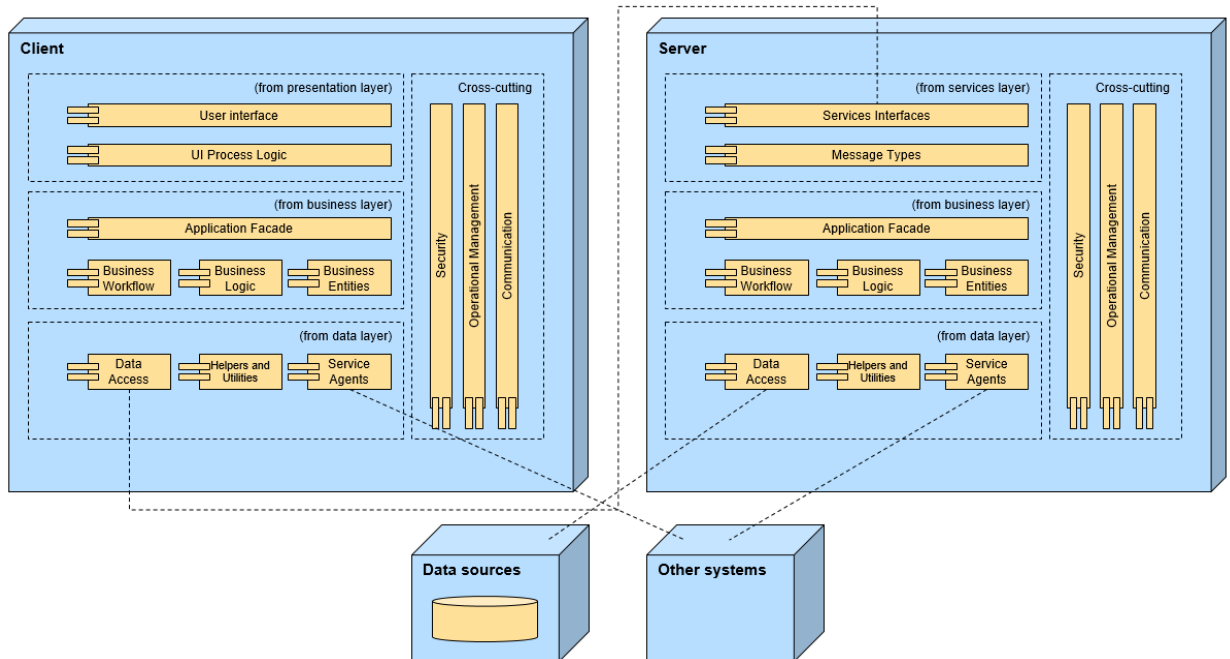 Client
(from presentation layer)
User interface
UI Process Logic
(from business layer)
Application Facade
Business
Workflow
Business
Logic
Business
Entities
(from data layer)
Data
Access
Helpers and
Utilities
Service
Agents
Cross-cutting
Security
Operational Management
Communication
Server
(from services layer)
Services Interfaces
Message Types
(from business layer)
Application Facade
Business
Workflow
Business
Logic
Business
Entities
(from data layer)
Data
Access
Helpers and
Utilities
Service
Agents
Cross-cutting
Security
Operational Management
Communication
Data sources
Other systems